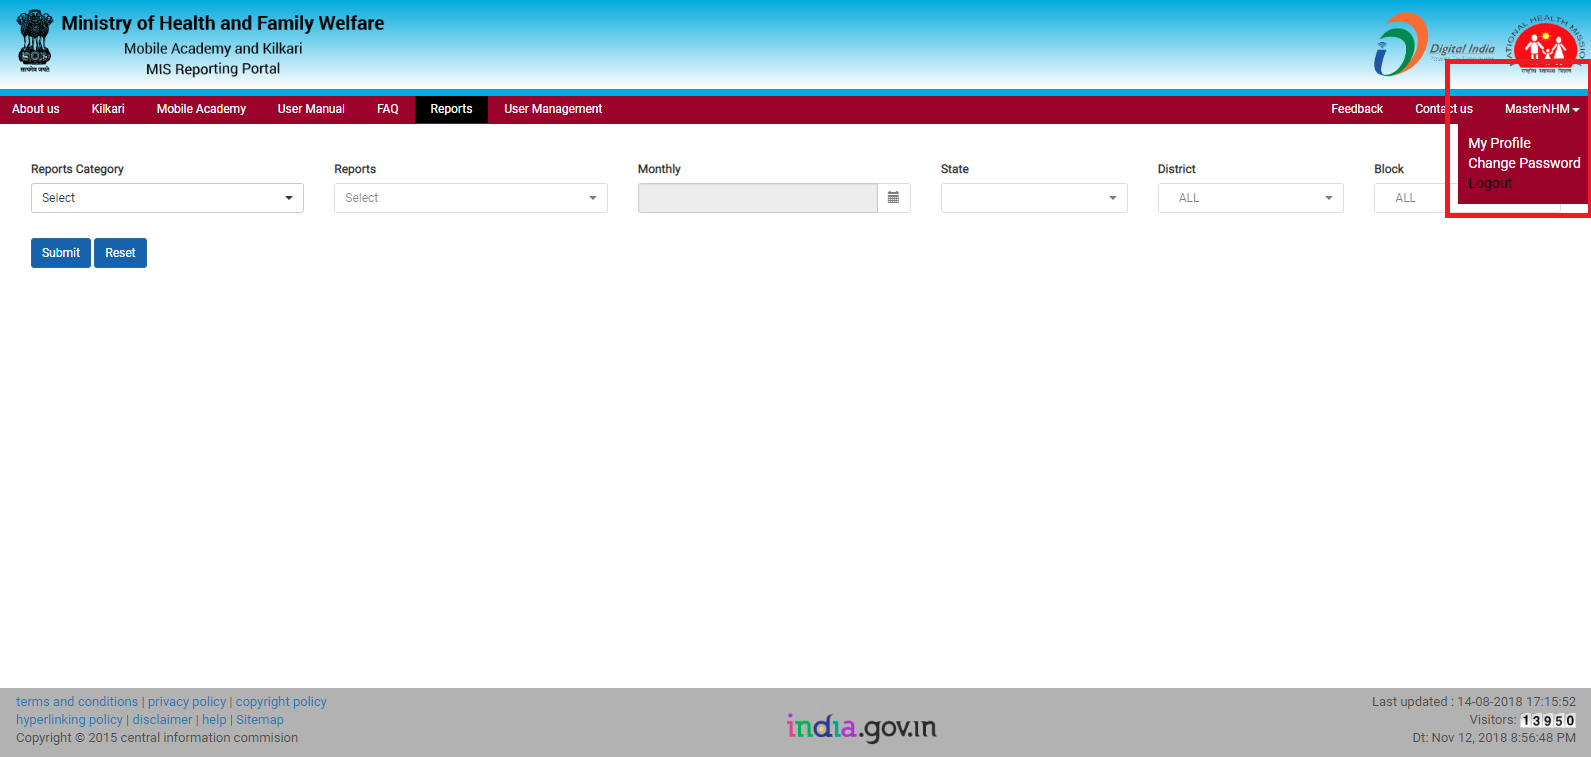 Ministry of Health and Family Welfare
Mobile Academy and Kilkari
MIS Reporting Portal
सत्यमेव जयते
Digital India
NATIONAL HEALTH MISSION
राष्ट्रीय स्वास्थ्य मिशन
About us Kilkari Mobile Academy User Manual FAQ Reports User Management Feedback Contact us MasterNHM
My Profile
Change Password
Logout
Reports Category Reports Monthly State District Block
Select Select ALL ALL
Submit Reset
terms and conditions | privacy policy | copyright policy
hyperlinking policy | disclaimer | help | Sitemap
Copyright © 2015 central information commision
india.gov.in
Last updated : 14-08-2018 17:15:52
Visitors: 13950
Dt: Nov 12, 2018 8:56:48 PM